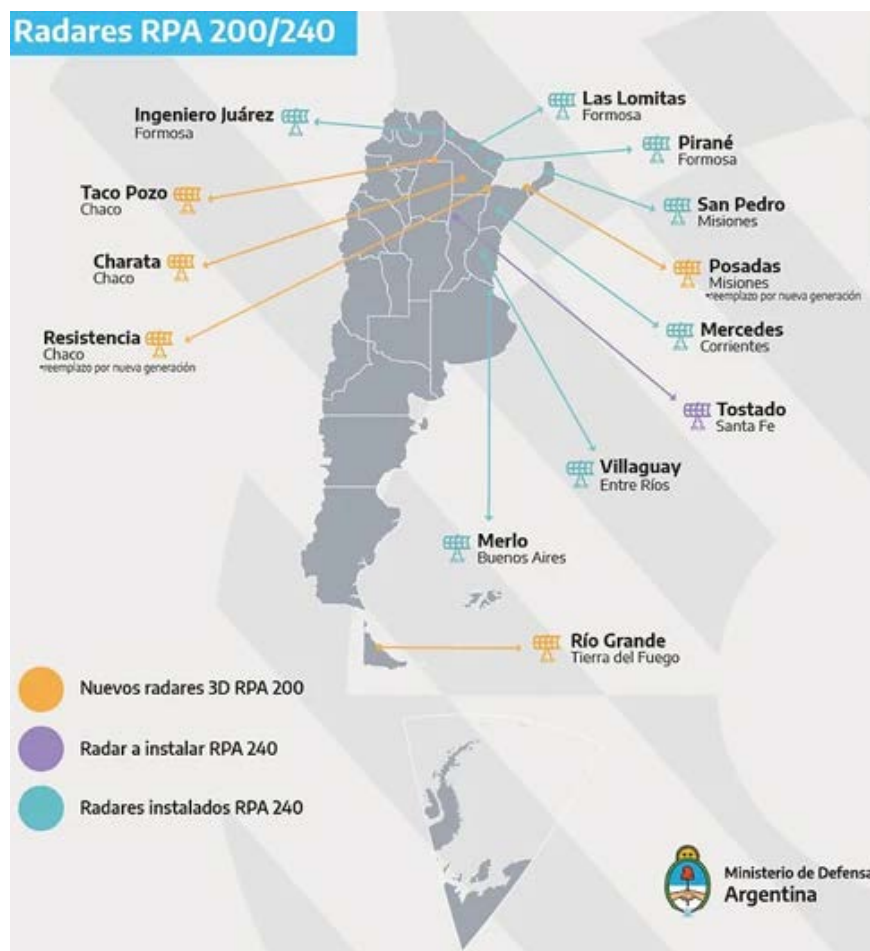 Radares RPA 200/240
Ingeniero Juárez
Formosa
Las Lomitas
Formosa
Pirané
Formosa
Taco Pozo
Chaco
San Pedro
Misiones
Charata
Chaco
Posadas
Misiones
*reemplazo por nueva generación
Resistencia
Chaco
*reemplazo por nueva generación
Mercedes
Corrientes
Tostado
Santa Fe
Villaguay
Entre Ríos
Merlo
Buenos Aires
Río Grande
Tierra del Fuego
Nuevos radares 3D RPA 200
Radar a instalar RPA 240
Radares instalados RPA 240
Ministerio de Defensa
Argentina